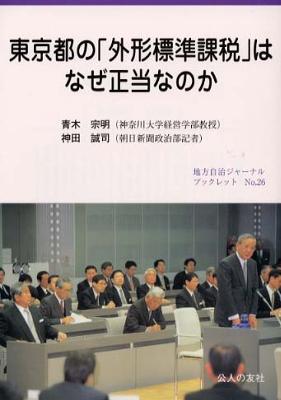 東京都の「外形標準課税」は
なぜ正当なのか
青木 宗明(神奈川大学経営学部教授)
神田 誠司(朝日新聞政治部記者)
地方自治ジャーナル
ブックレット No.26
公人の友社